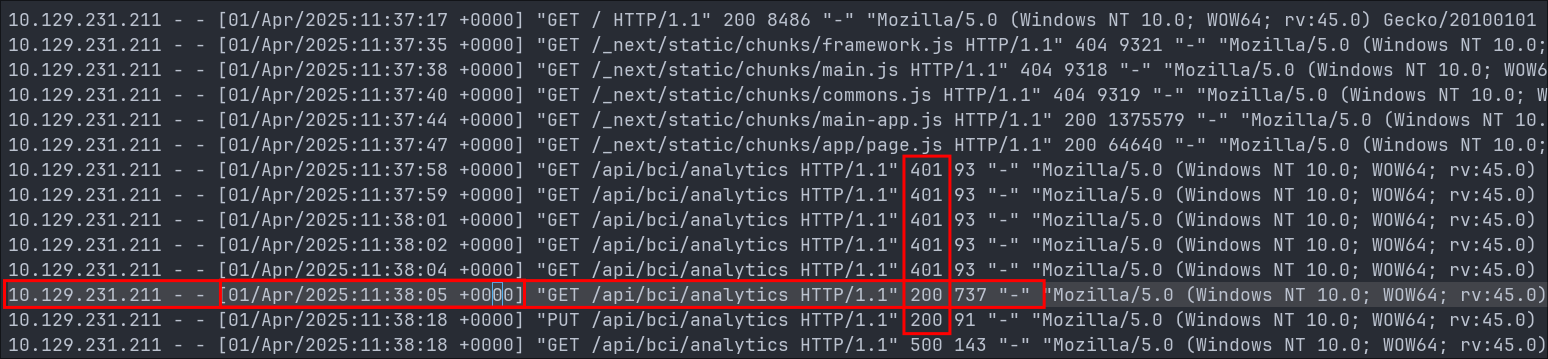 10.129.231.211 - - [01/Apr/2025:11:37:17 +0000] "GET / HTTP/1.1" 200 8486 "-" "Mozilla/5.0 (Windows NT 10.0; WOW64; rv:45.0) Gecko/20100101
10.129.231.211 - - [01/Apr/2025:11:37:35 +0000] "GET /_next/static/chunks/framework.js HTTP/1.1" 404 9321 "-" "Mozilla/5.0 (Windows NT 10.0;
10.129.231.211 - - [01/Apr/2025:11:37:38 +0000] "GET /_next/static/chunks/main.js HTTP/1.1" 404 9318 "-" "Mozilla/5.0 (Windows NT 10.0; WOW6
10.129.231.211 - - [01/Apr/2025:11:37:40 +0000] "GET /_next/static/chunks/commons.js HTTP/1.1" 404 9319 "-" "Mozilla/5.0 (Windows NT 10.0; W
10.129.231.211 - - [01/Apr/2025:11:37:44 +0000] "GET /_next/static/chunks/main-app.js HTTP/1.1" 200 1375579 "-" "Mozilla/5.0 (Windows NT 10.
10.129.231.211 - - [01/Apr/2025:11:37:47 +0000] "GET /_next/static/chunks/app/page.js HTTP/1.1" 200 64640 "-" "Mozilla/5.0 (Windows NT 10.0;
10.129.231.211 - - [01/Apr/2025:11:37:58 +0000] "GET /api/bci/analytics HTTP/1.1" 401 93 "-" "Mozilla/5.0 (Windows NT 10.0; WOW64; rv:45.0)
10.129.231.211 - - [01/Apr/2025:11:37:59 +0000] "GET /api/bci/analytics HTTP/1.1" 401 93 "-" "Mozilla/5.0 (Windows NT 10.0; WOW64; rv:45.0)
10.129.231.211 - - [01/Apr/2025:11:38:01 +0000] "GET /api/bci/analytics HTTP/1.1" 401 93 "-" "Mozilla/5.0 (Windows NT 10.0; WOW64; rv:45.0)
10.129.231.211 - - [01/Apr/2025:11:38:02 +0000] "GET /api/bci/analytics HTTP/1.1" 401 93 "-" "Mozilla/5.0 (Windows NT 10.0; WOW64; rv:45.0)
10.129.231.211 - - [01/Apr/2025:11:38:04 +0000] "GET /api/bci/analytics HTTP/1.1" 401 93 "-" "Mozilla/5.0 (Windows NT 10.0; WOW64; rv:45.0)
10.129.231.211 - - [01/Apr/2025:11:38:05 +0000] "GET /api/bci/analytics HTTP/1.1" 200 737 "-" "Mozilla/5.0 (Windows NT 10.0; WOW64; rv:45.0)
10.129.231.211 - - [01/Apr/2025:11:38:18 +0000] "PUT /api/bci/analytics HTTP/1.1" 200 91 "-" "Mozilla/5.0 (Windows NT 10.0; WOW64; rv:45.0)
10.129.231.211 - - [01/Apr/2025:11:38:18 +0000] "GET /api/bci/analytics HTTP/1.1" 500 143 "-" "Mozilla/5.0 (Windows NT 10.0; WOW64; rv:45.0)